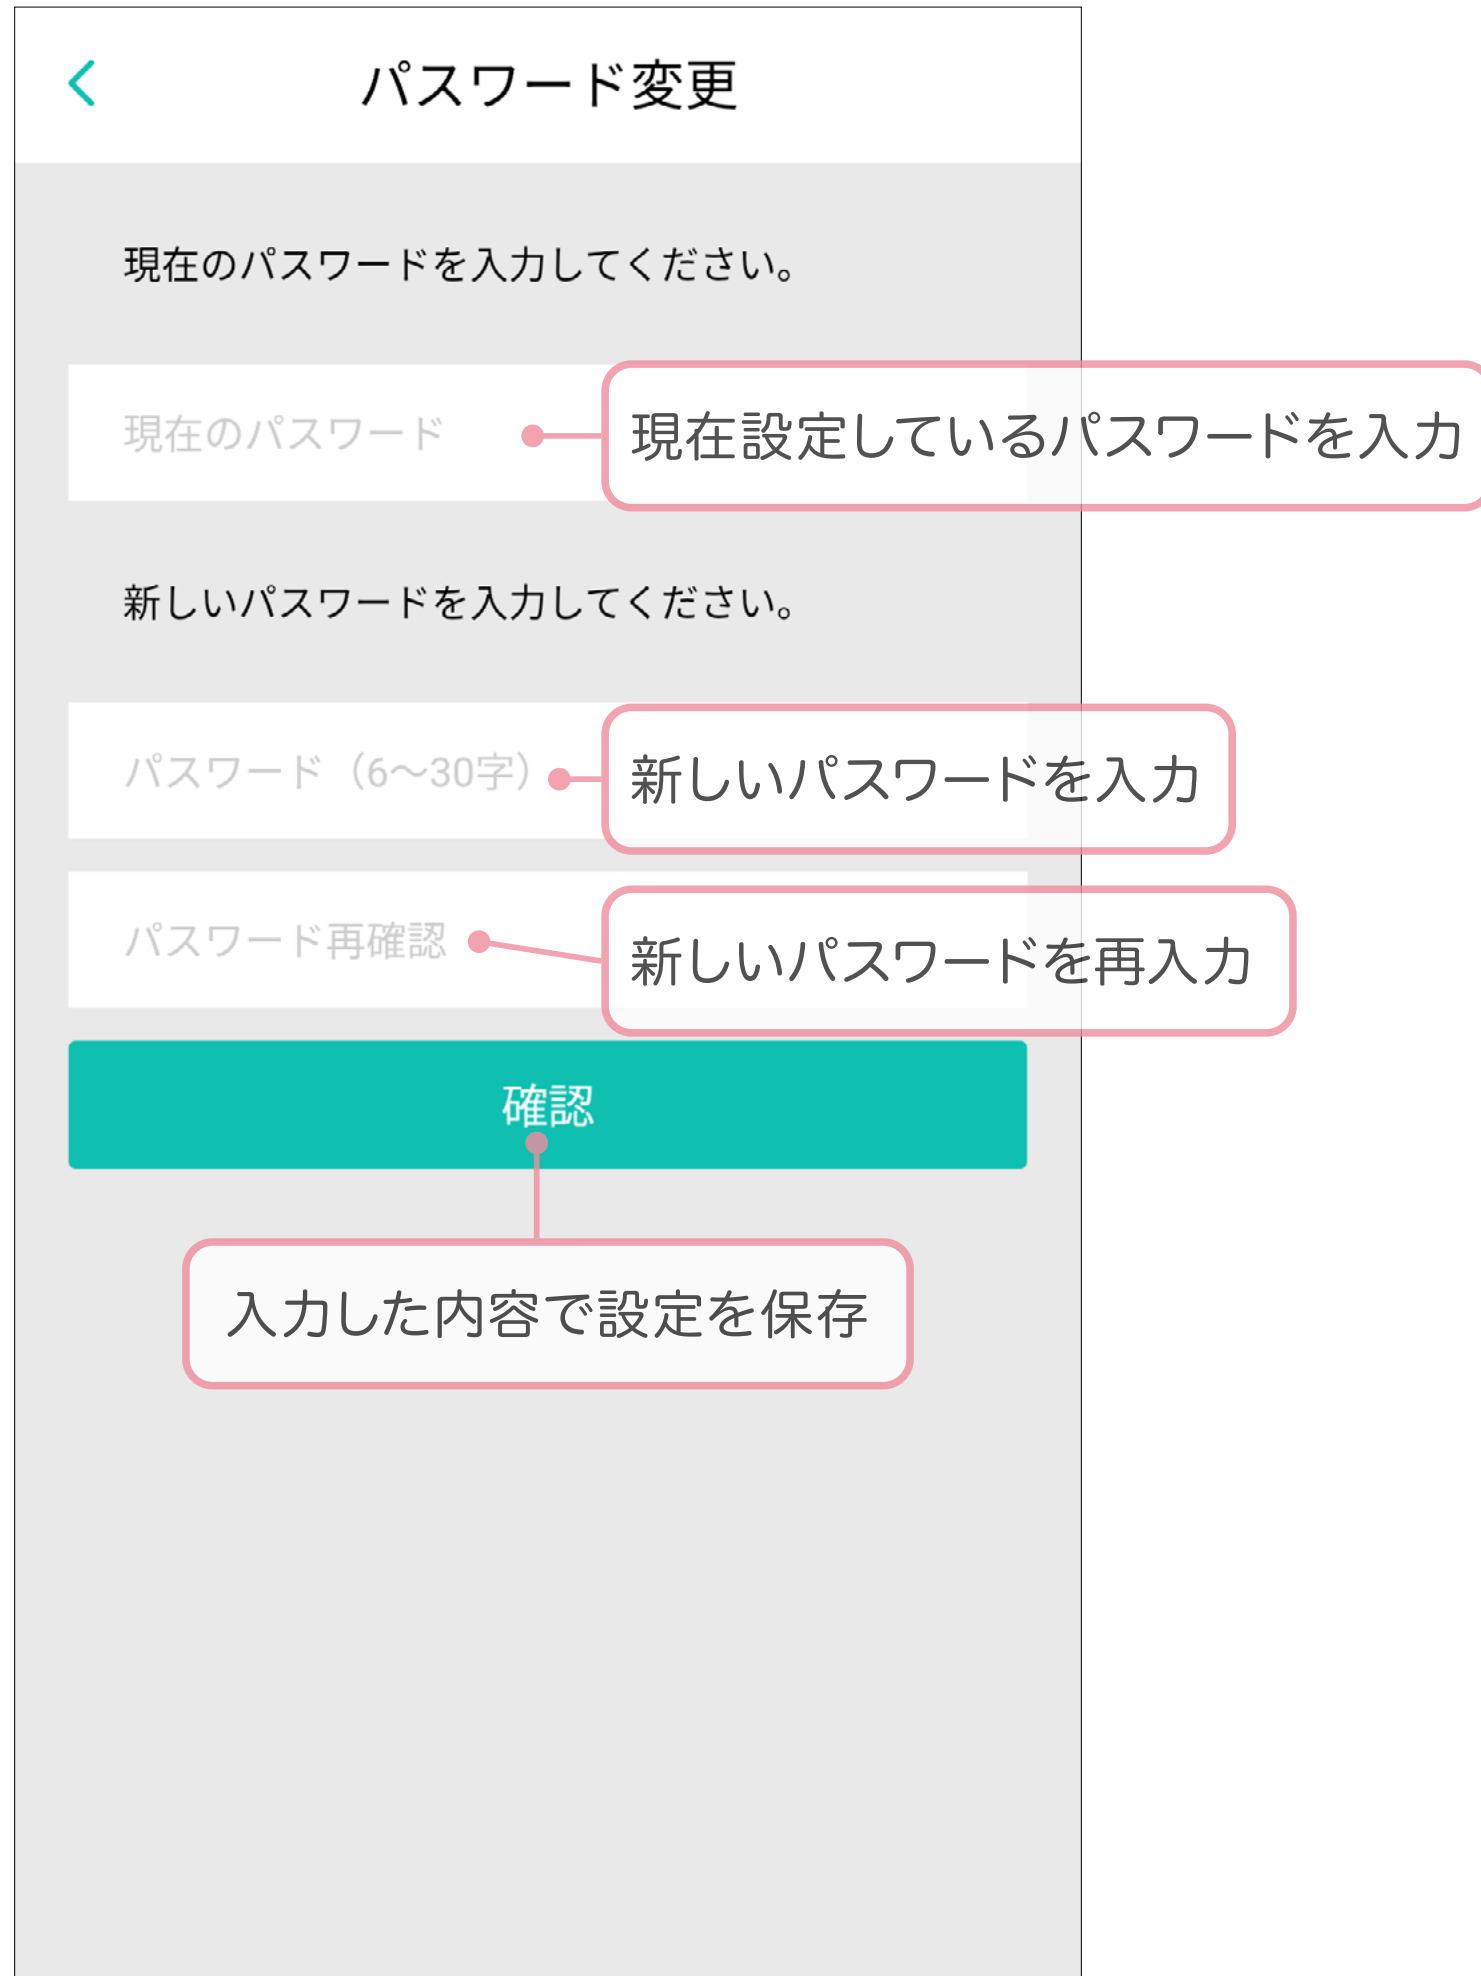 パスワード変更
現在のパスワードを入力してください。
現在のパスワード
現在設定しているパスワードを入力
新しいパスワードを入力してください。
パスワード（6〜30字）
新しいパスワードを入力
パスワード再確認
新しいパスワードを再入力
確認
入力した内容で設定を保存